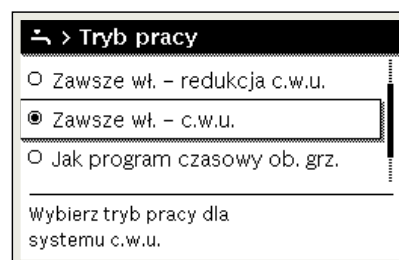 > Tryb pracy
Zawsze wł. – redukcja c.w.u.
Zawsze wł. – c.w.u.
Jak program czasowy ob. grz.
Wybierz tryb pracy dla
systemu c.w.u.